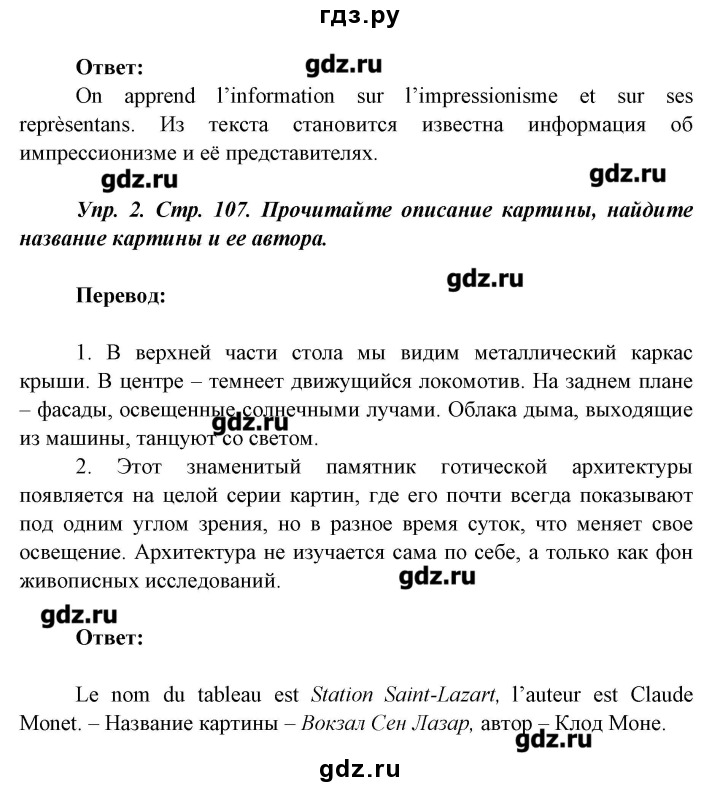 гдз.ру
Ответ:
gdz.ru
On apprend l’information sur l’impressionisme et sur ses
reprèsentans. Из текста становится известна информация об
импрессионизме и её представителях.
gdz.ru
gdz.ru
Упр. 2. Стр. 107. Прочитайте описание картины, найдите
название картины и ее автора.
gdz.ru
Перевод:
1. В верхней части стола мы видим металлический каркас
крыши. В центре – темнеет движущийся локомотив. На заднем плане
– фасады, освещенные солнечными лучами. Облака дыма, выходящие
gdz.ru
из машины, танцуют со светом.
2. Этот знаменитый памятник готической архитектуры
появляется на целой серии картин, где его почти всегда показывают
под одним углом зрения, но в разное время суток, что меняет свое
освещение. Архитектура не изучается сама по себе, а только как фон
живописных исследований.
gdz.ru
gdz.ru
Ответ:
Le nom du tableau est Station Saint-Lazart, l’auteur est Claude
Monet. – Название картины – Вокзал Сен Лазар, автор – Клод Моне.
gdz.ru
gdz.ru